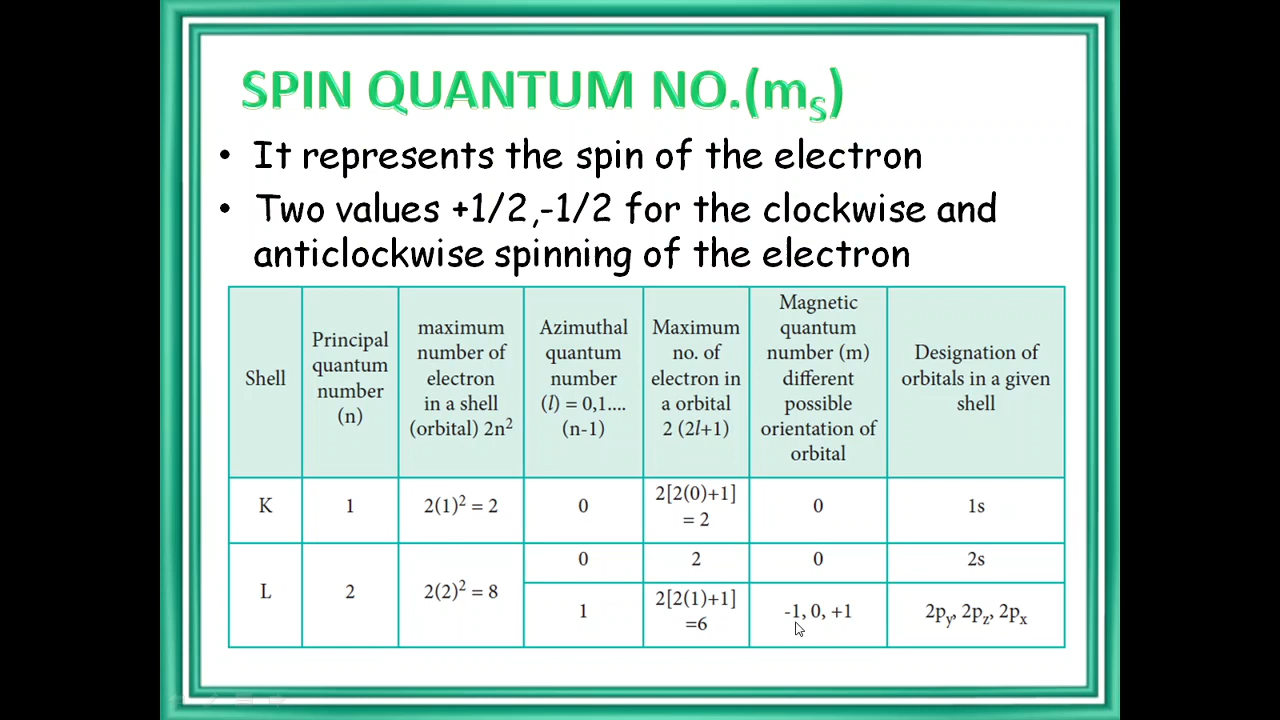 SPIN QUANTUM NO.(mS)
• It represents the spin of the electron
• Two values +1/2,-1/2 for the clockwise and
anticlockwise spinning of the electron
Shell
Principal
quantum
number
(n)
maximum
number of
electron
in a shell
(orbital) 2n²
Azimuthal
quantum
number
(l) = 0,1....
(n-1)
Maximum
no. of
electron in
a orbital
2 (2l+1)
Magnetic
quantum
number (m)
different
possible
orientation of
orbital
Designation of
orbitals in a given
shell
K
1
2(1)² = 2
0
2[2(0)+1]
= 2
0
1s
L
2
2(2)² = 8
0
2
0
2s
1
2[2(1)+1]
=6
-1, 0, +1
2py, 2pz, 2px